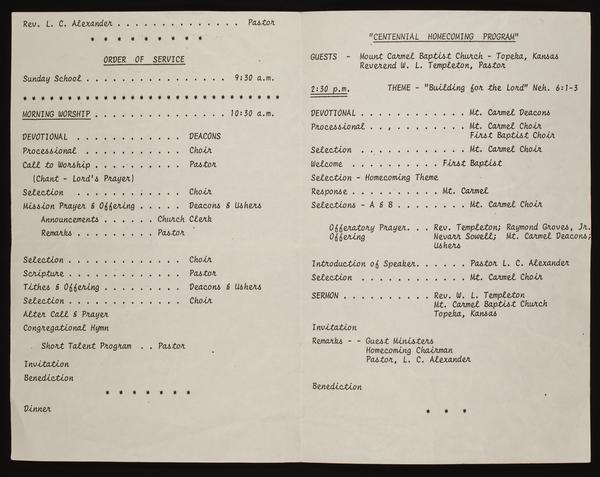 Rev. L. C. Alexander . . . . . . . . . . . . . . Pastor
* * * * * * * * *
ORDER OF SERVICE
Sunday School . . . . . . . . . . . . . . . . 9:30 a.m.
* * * * * * * * * * * * * * * * * * * * * * * * * * * * *
MORNING WORSHIP . . . . . . . . . . . . . . . 10:30 a.m.
DEVOTIONAL . . . . . . . . . . . . DEACONS
Processional . . . . . . . . . . . Choir
Call to Worship . . . . . . . . . . Pastor
(Chant - Lord's Prayer)
Selection . . . . . . . . . . . . Choir
Mission Prayer & Offering . . . . . Deacons & Ushers
Announcements . . . . . . Church Clerk
Remarks . . . . . . . . . Pastor
Selection . . . . . . . . . . . . . Choir
Scripture . . . . . . . . . . . . . Pastor
Tithes & Offering . . . . . . . . . Deacons & Ushers
Selection . . . . . . . . . . . . . Choir
Alter Call & Prayer
Congregational Hymn
Short Talent Program . . Pastor
Invitation
Benediction
* * * * * * *
Dinner
"CENTENNIAL HOMECOMING PROGRAM"
GUESTS - Mount Carmel Baptist Church - Topeka, Kansas
Reverend W. L. Templeton, Pastor
2:30 p.m. THEME - "Building for the Lord" Neh. 6:1-3
DEVOTIONAL . . . . . . . . . . . . Mt. Carmel Deacons
Processional . . . . . . . . . . . Mt. Carmel Choir
First Baptist Choir
Selection . . . . . . . . . . . . Mt. Carmel Choir
Welcome . . . . . . . . . . First Baptist
Selection - Homecoming Theme
Response . . . . . . . . . . Mt. Carmel
Selections - A & B . . . . . . . . Mt. Carmel Choir
Offeratory Prayer. . . Rev. Templeton; Raymond Groves, Jr.
Offering Nevarr Sowell; Mt. Carmel Deacons;
Ushers
Introduction of Speaker. . . . . . Pastor L. C. Alexander
Selection . . . . . . . . . . . . Mt. Carmel Choir
SERMON . . . . . . . . . . Rev. W. L. Templeton
Mt. Carmel Baptist Church
Topeka, Kansas
Invitation
Remarks - - Guest Ministers
Homecoming Chairman
Pastor, L. C. Alexander
Benediction
* * *